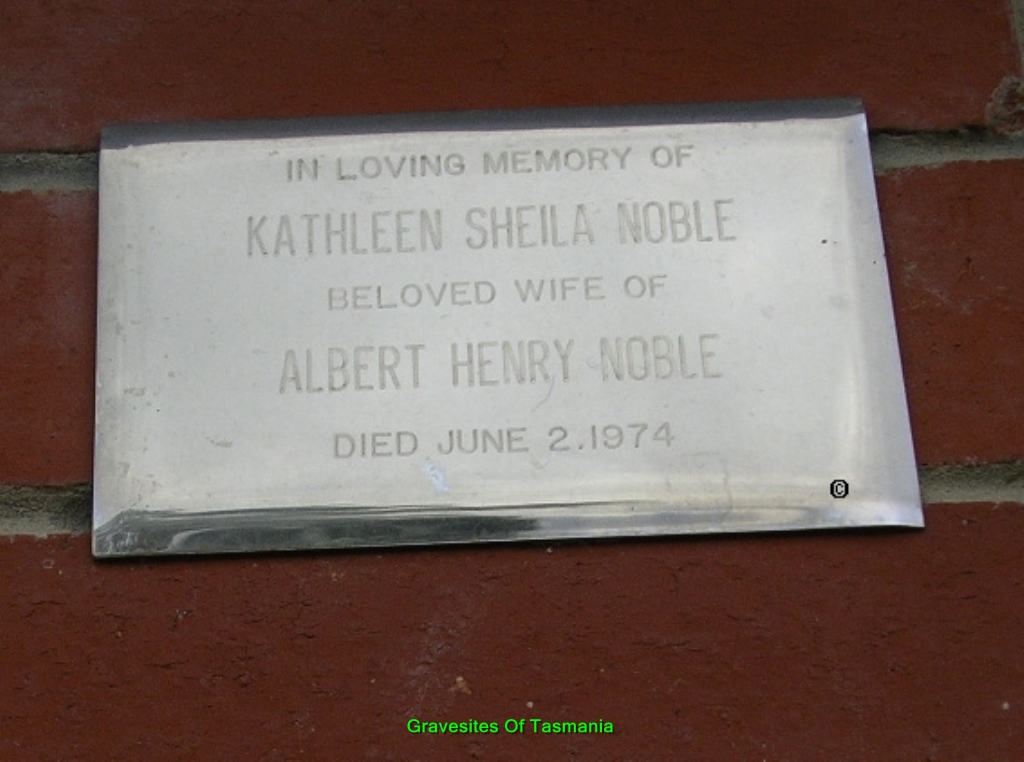 IN LOVING MEMORY OF
KATHLEEN SHEILA NOBLE
BELOVED WIFE OF
ALBERT HENRY NOBLE
DIED JUNE 2.1974
©
Gravesites Of Tasmania